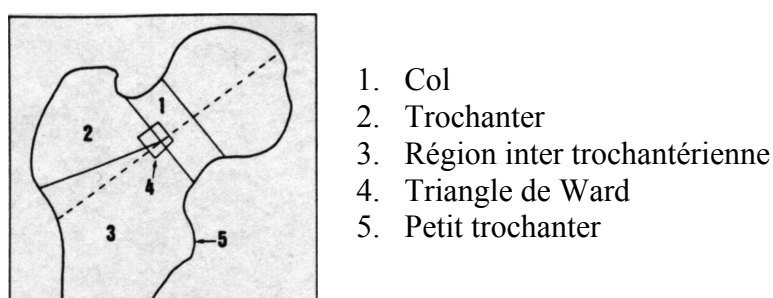 1
2
3
4
5
1. Col
2. Trochanter
3. Région inter trochantérienne
4. Triangle de Ward
5. Petit trochanter